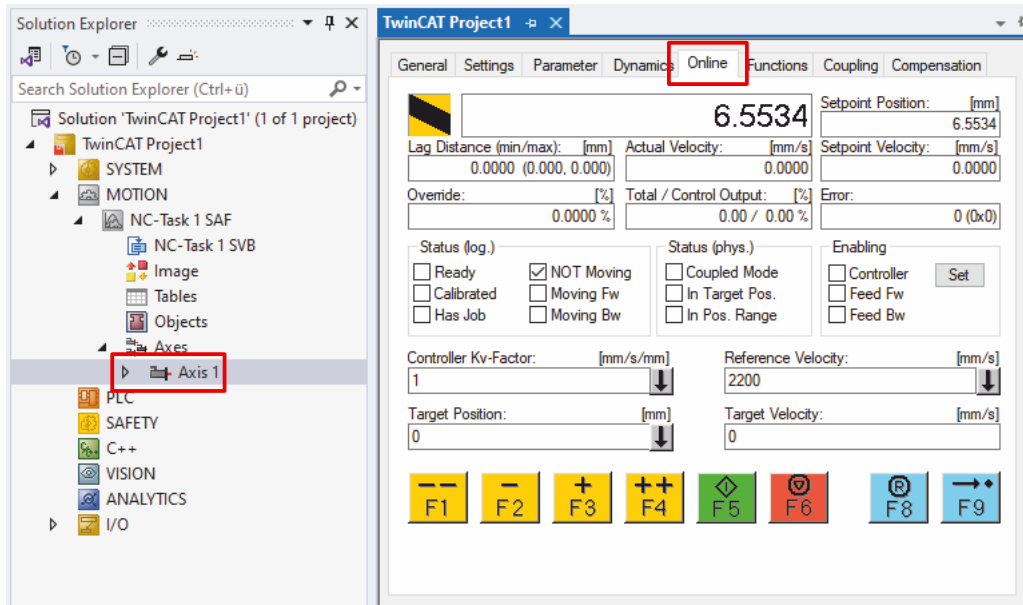 Solution Explorer
Search Solution Explorer (Ctrl+ü)
Solution 'TwinCAT Project1' (1 of 1 project)
TwinCAT Project1
SYSTEM
MOTION
NC-Task 1 SAF
NC-Task 1 SVB
Image
Tables
Objects
Axes
Axis 1
PLC
SAFETY
C++
VISION
ANALYTICS
I/O
TwinCAT Project1
General Settings Parameter Dynamics Online Functions Coupling Compensation
6.5534
Setpoint Position: [mm]
6.5534
Lag Distance (min/max): [mm] Actual Velocity: [mm/s] Setpoint Velocity: [mm/s]
0.0000 (0.000, 0.000) 0.0000 0.0000
Override: [%] Total / Control Output: [%] Error:
0.0000 % 0.00 / 0.00 % 0 (0x0)
Status (log.) Status (phys.) Enabling
Ready NOT Moving Coupled Mode Controller Set
Calibrated Moving Fw In Target Pos. Feed Fw
Has Job Moving Bw In Pos. Range Feed Bw
Controller Kv-Factor: [mm/s/mm] Reference Velocity: [mm/s]
1 2200
Target Position: [mm] Target Velocity: [mm/s]
0 0
-- - + ++ R
F1 F2 F3 F4 F5 F6 F8 F9